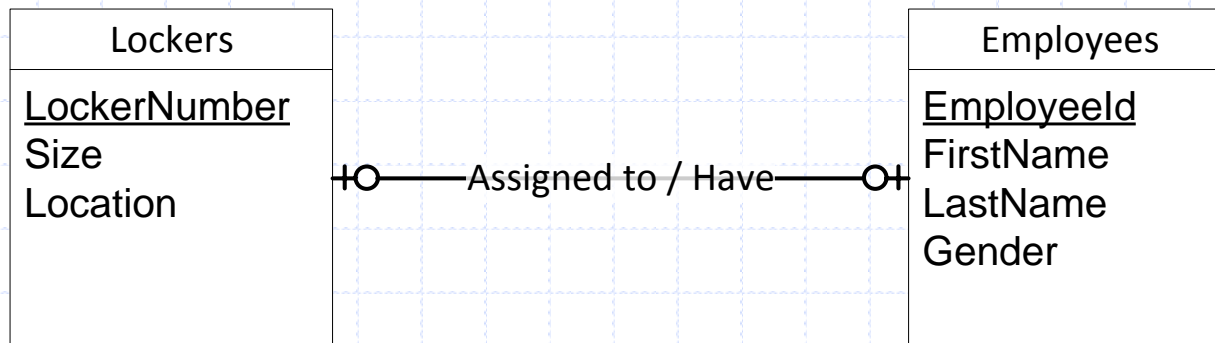 Lockers
LockerNumber
Size
Location
Assigned to / Have
Employees
EmployeeId
FirstName
LastName
Gender